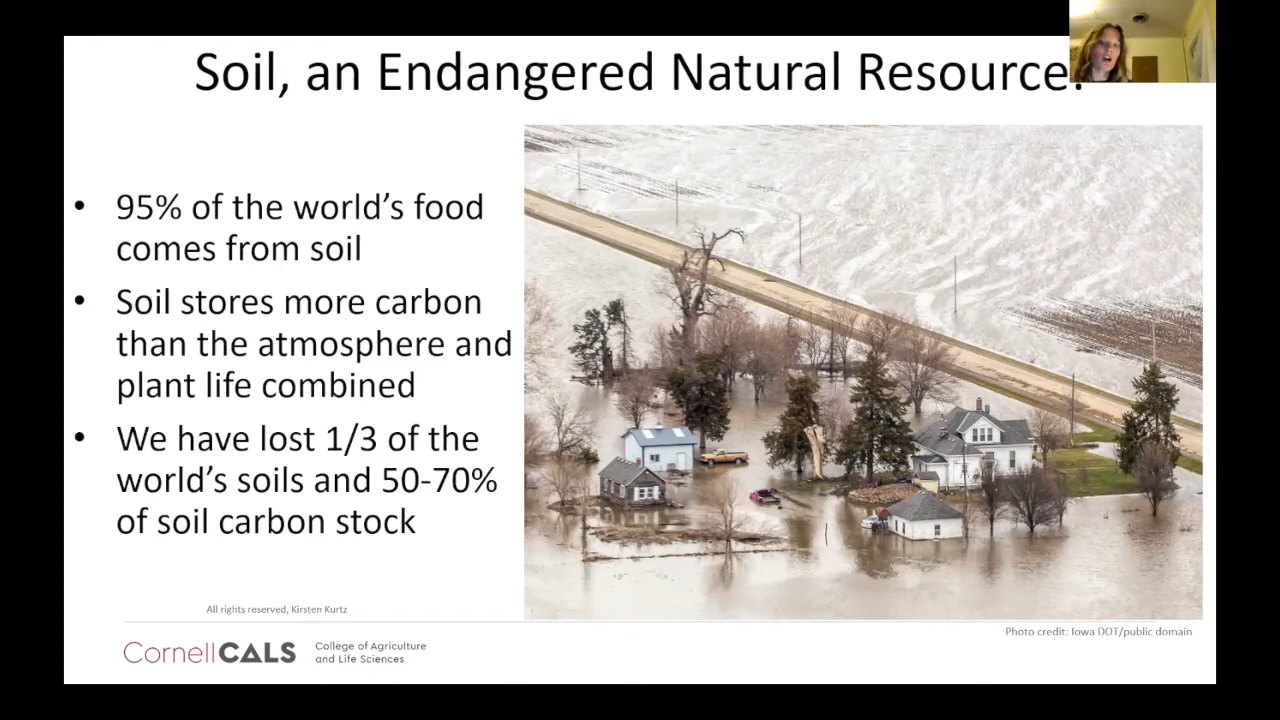 Soil, an Endangered Natural Resource.
• 95% of the world's food
comes from soil
• Soil stores more carbon
than the atmosphere and
plant life combined
• We have lost 1/3 of the
world's soils and 50-70%
of soil carbon stock
All rights reserved, Kirsten Kurtz
Photo credit: Iowa DOT/public domain
CornellCALS
College of Agriculture
and Life Sciences